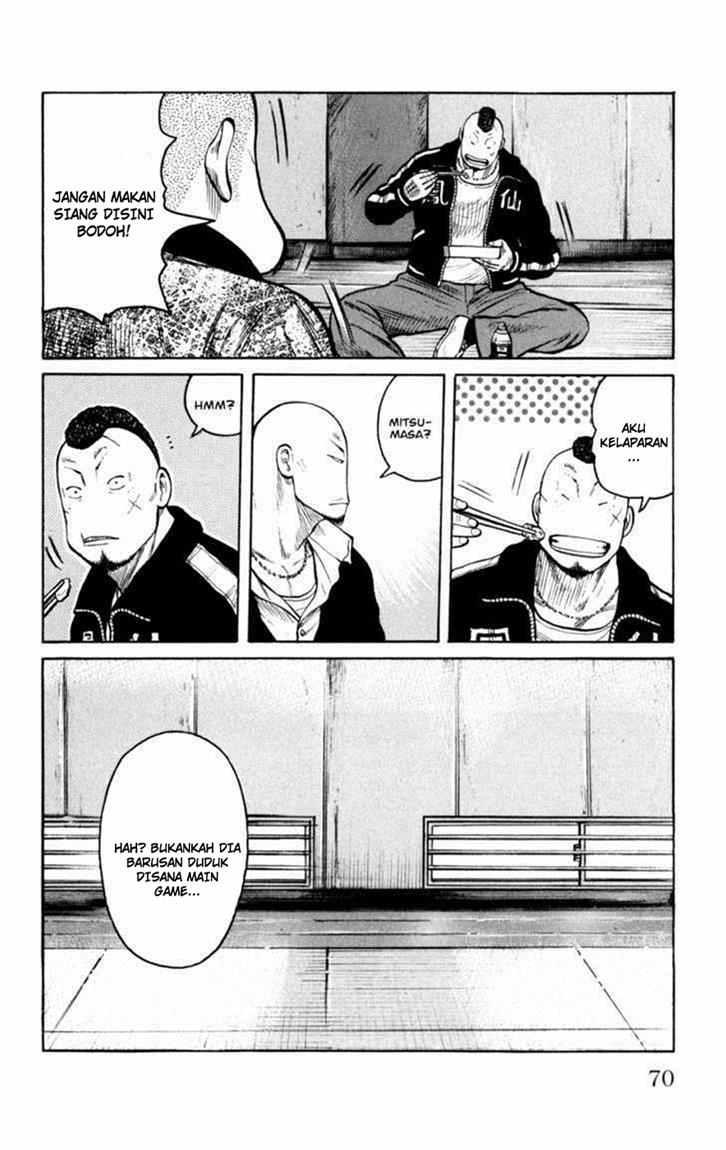 JANGAN MAKAN
SIANG DISINI
BODOH!
仙
AKU
KELAPARAN
...
MITSU-
MASA?
HMM?
HAH? BUKANKAH DIA
BARUSAN DUDUK
DISANA MAIN
GAME...
70